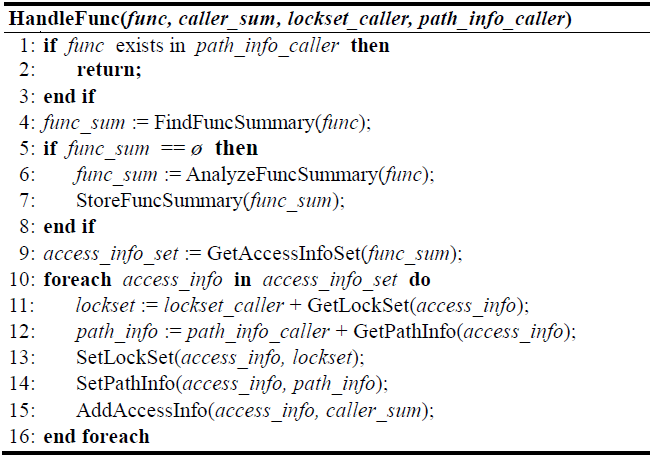 HandleFunc(func, caller_sum, lockset_caller, path_info_caller)
1: if func exists in path_info_caller then
2: return;
3: end if
4: func_sum := FindFuncSummary(func);
5: if func_sum == ø then
6: func_sum := AnalyzeFuncSummary(func);
7: StoreFuncSummary(func_sum);
8: end if
9: access_info_set := GetAccessInfoSet(func_sum);
10: foreach access_info in access_info_set do
11: lockset := lockset_caller + GetLockSet(access_info);
12: path_info := path_info_caller + GetPathInfo(access_info);
13: SetLockSet(access_info, lockset);
14: SetPathInfo(access_info, path_info);
15: AddAccessInfo(access_info, caller_sum);
16: end foreach